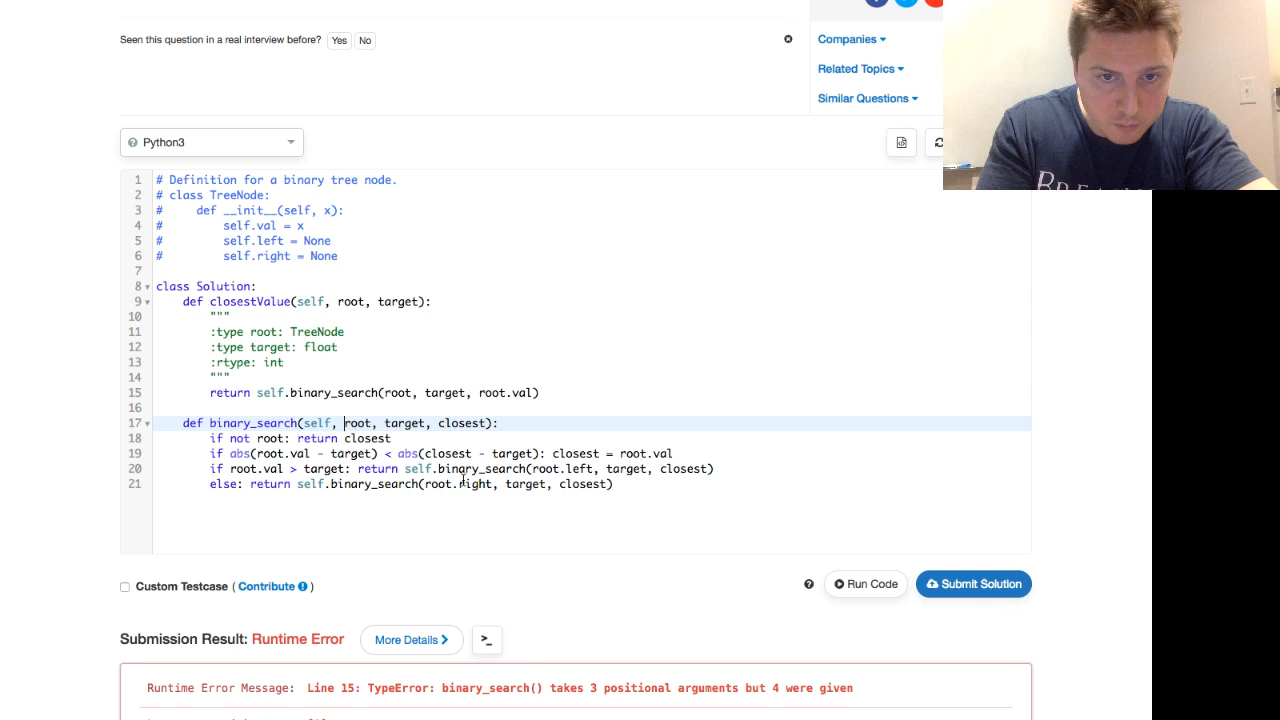 Seen this question in a real interview before? Yes No
Companies
Related Topics
Similar Questions
Python3
1 # Definition for a binary tree node.
2 # class TreeNode:
3 #     def __init__(self, x):
4 #         self.val = x
5 #         self.left = None
6 #         self.right = None
7
8 class Solution:
9     def closestValue(self, root, target):
10         """
11         :type root: TreeNode
12         :type target: float
13         :rtype: int
14         """
15         return self.binary_search(root, target, root.val)
16
17     def binary_search(self, root, target, closest):
18         if not root: return closest
19         if abs(root.val - target) < abs(closest - target): closest = root.val
20         if root.val > target: return self.binary_search(root.left, target, closest)
21         else: return self.binary_search(root.right, target, closest)
Custom Testcase ( Contribute )
Run Code
Submit Solution
Submission Result: Runtime Error
More Details
>_
Runtime Error Message: Line 15: TypeError: binary_search() takes 3 positional arguments but 4 were given